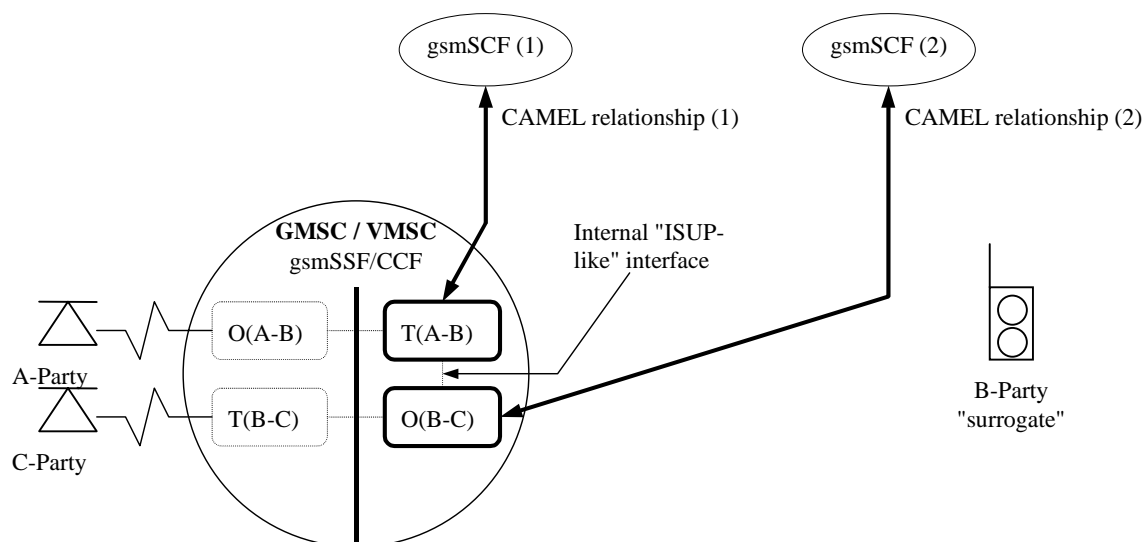 gsmSCF (1)
gsmSCF (2)
CAMEL relationship (1)
CAMEL relationship (2)
GMSC / VMSC
gsmSSF/CCF
Internal "ISUP-
like" interface
O(A-B)
T(A-B)
A-Party
T(B-C)
O(B-C)
C-Party
B-Party
"surrogate"